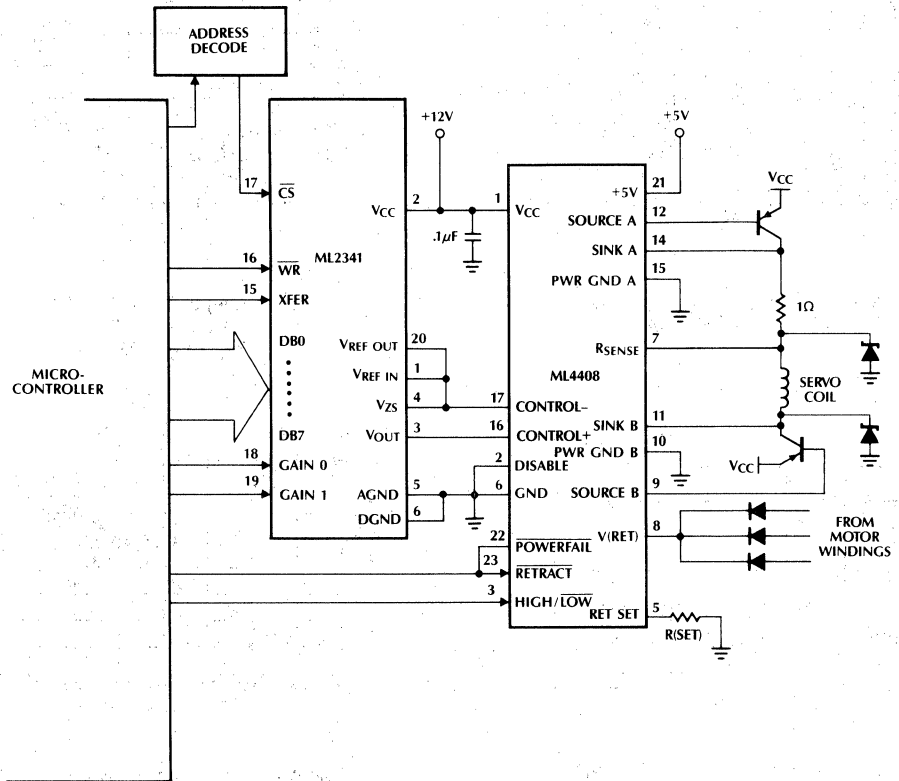 ADDRESS
DECODE
MICRO-
CONTROLLER
17
CS
16
WR
15
XFER
DB0
DB7
18
GAIN 0
19
GAIN 1
ML2341
2
VCC
VREF OUT
20
VREF IN
1
VZS
4
VOUT
3
AGND
5
DGND
6
+12V
.1µF
1
VCC
17
CONTROL–
16
CONTROL+
2
DISABLE
6
GND
22
POWERFAIL
23
RETRACT
3
HIGH/LOW
ML4408
+5V
+5V
21
SOURCE A
12
SINK A
14
PWR GND A
15
RSENSE
7
SINK B
11
PWR GND B
10
SOURCE B
9
V(RET)
8
RET SET
5
R(SET)
VCC
1Ω
SERVO
COIL
VCC
FROM
MOTOR
WINDINGS